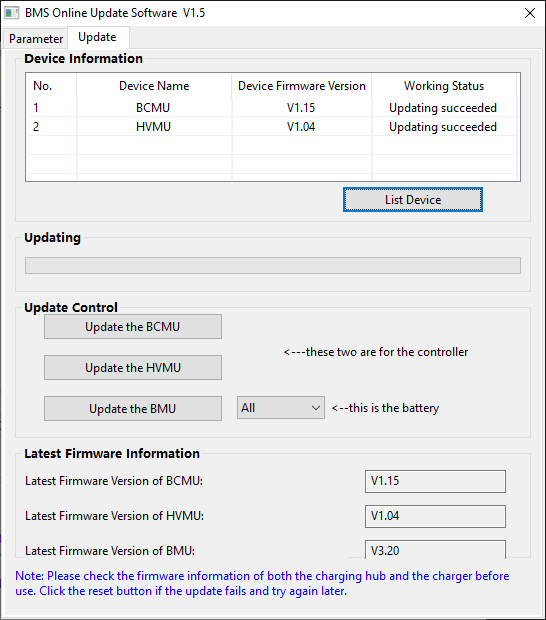 BMS Online Update Software V1.5
Parameter Update
Device Information
No. Device Name Device Firmware Version Working Status
1 BCMU V1.15 Updating succeeded
2 HVMU V1.04 Updating succeeded
List Device
Updating
Update Control
Update the BCMU
<---these two are for the controller
Update the HVMU
Update the BMU All <--this is the battery
Latest Firmware Information
Latest Firmware Version of BCMU: V1.15
Latest Firmware Version of HVMU: V1.04
Latest Firmware Version of BMU: V3.20
Note: Please check the firmware information of both the charging hub and the charger before
use. Click the reset button if the update fails and try again later.